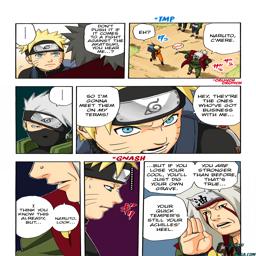 DON'T
PUSH IT IF
IT COMES
TO A FIGHT
AGAINST THE
AKATSUKI,
YOU HEAR
ME?
*TMP
EH?
NARUTO,
C'MERE.
SO I'M
GONNA
MEET THEM
ON MY
TERMS!
HEY, THEY'RE
THE ONES
WHO'VE GOT
BUSINESS
WITH ME...
*GNASH
I
THINK YOU
KNOW THIS
ALREADY,
BUT...
NARUTO,
LOOK...
...BUT IF YOU
LOSE YOUR
COOL, YOU'LL
JUST DIG
YOUR OWN
GRAVE.
YOU ARE
STRONGER
THAN BEFORE,
THAT'S
TRUE...
YOUR
QUICK
TEMPER'S
STILL YOUR
ACHILLES'
HEEL.